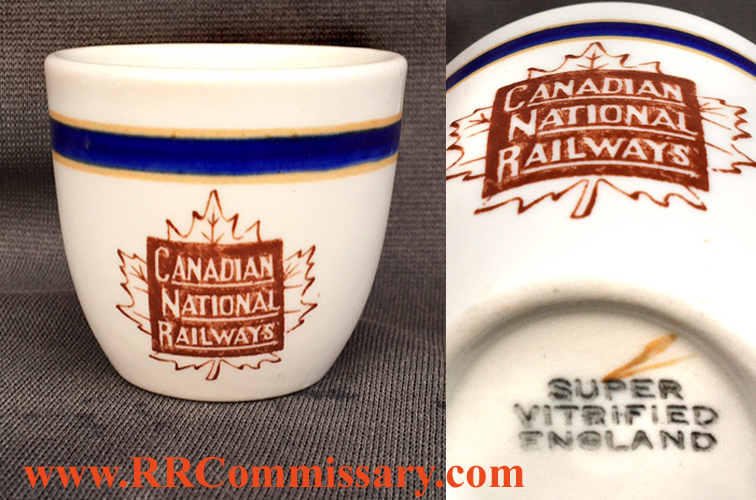 CANADIAN
NATIONAL
RAILWAYS
CANADIAN
NATIONAL
RAILWAYS
SUPER
VITRIFIED
ENGLAND
www.RRCommissary.com